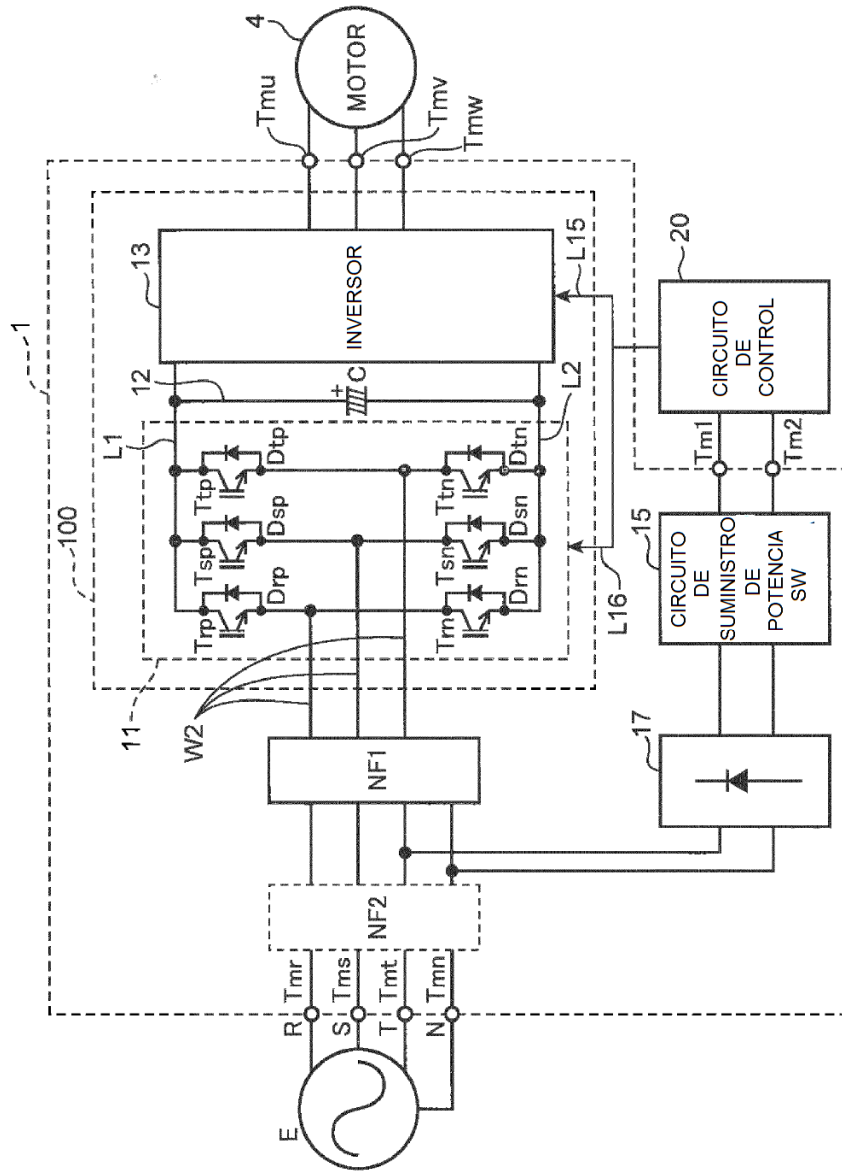 1
100
11
L1
12
13
Tmu
4
MOTOR
Tmv
Tmw
INVERSOR
+
C
L2
Trp
Tsp
Ttp
Drp
Dsp
Dtp
Trn
Tsn
Ttn
Drn
Dsn
Dtn
W2
NF1
NF2
E
R
Tmr
S
Tms
T
Tmt
N
Tmn
L15
L16
17
15
CIRCUITO
DE
SUMINISTRO
DE
POTENCIA
SW
Tm1
Tm2
20
CIRCUITO
DE
CONTROL